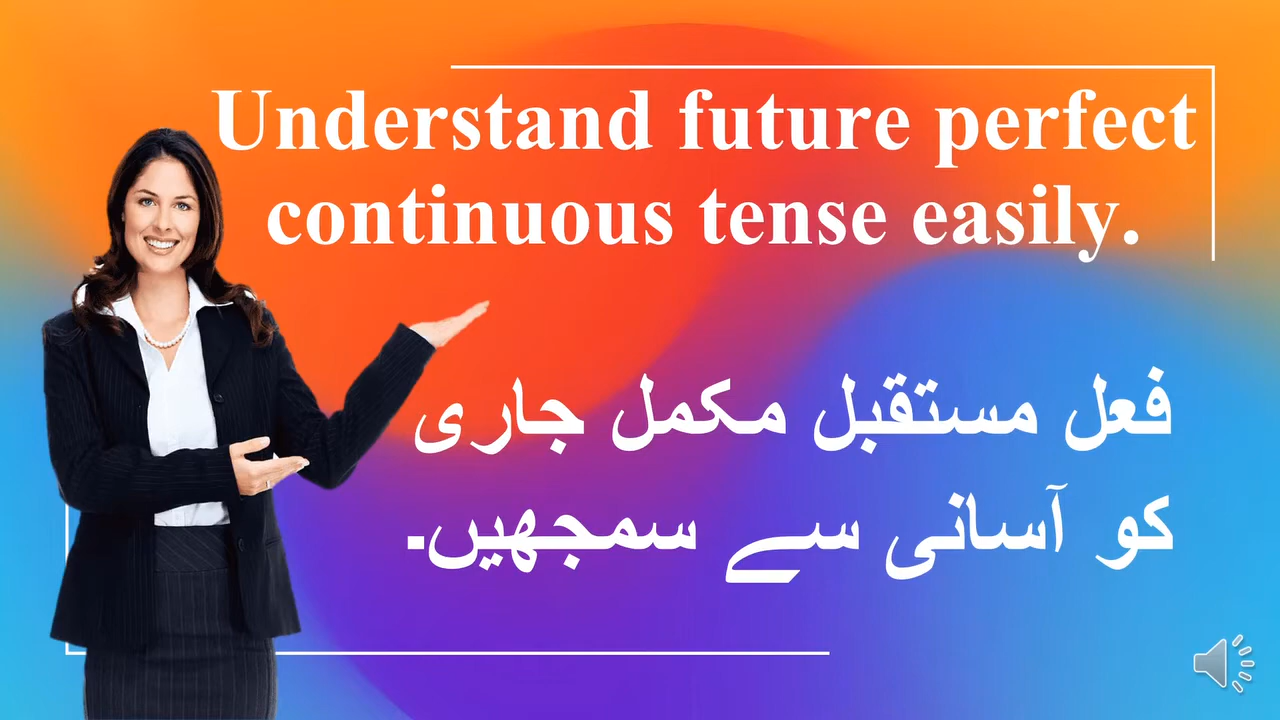 Understand future perfect
continuous tense easily.
فعل مستقبل مکمل جاری
کو آسانی سے سمجھیں۔